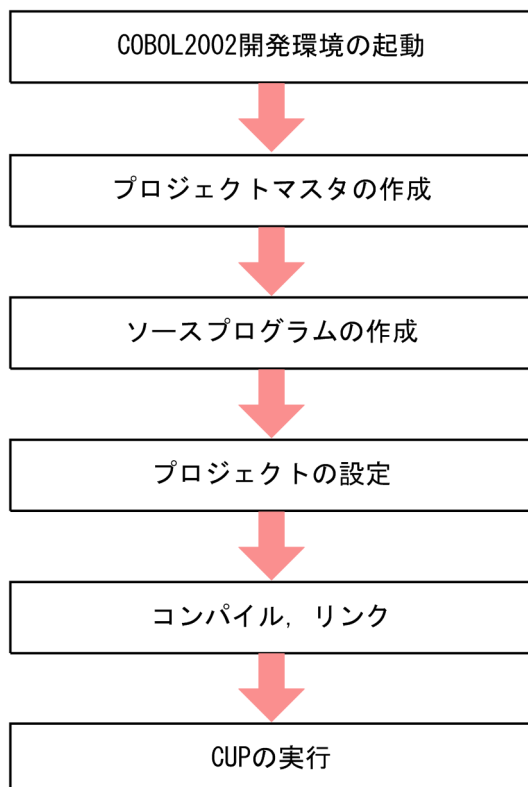 COBOL2002開発環境の起動
プロジェクトマスタの作成
ソースプログラムの作成
プロジェクトの設定
コンパイル，リンク
CUPの実行